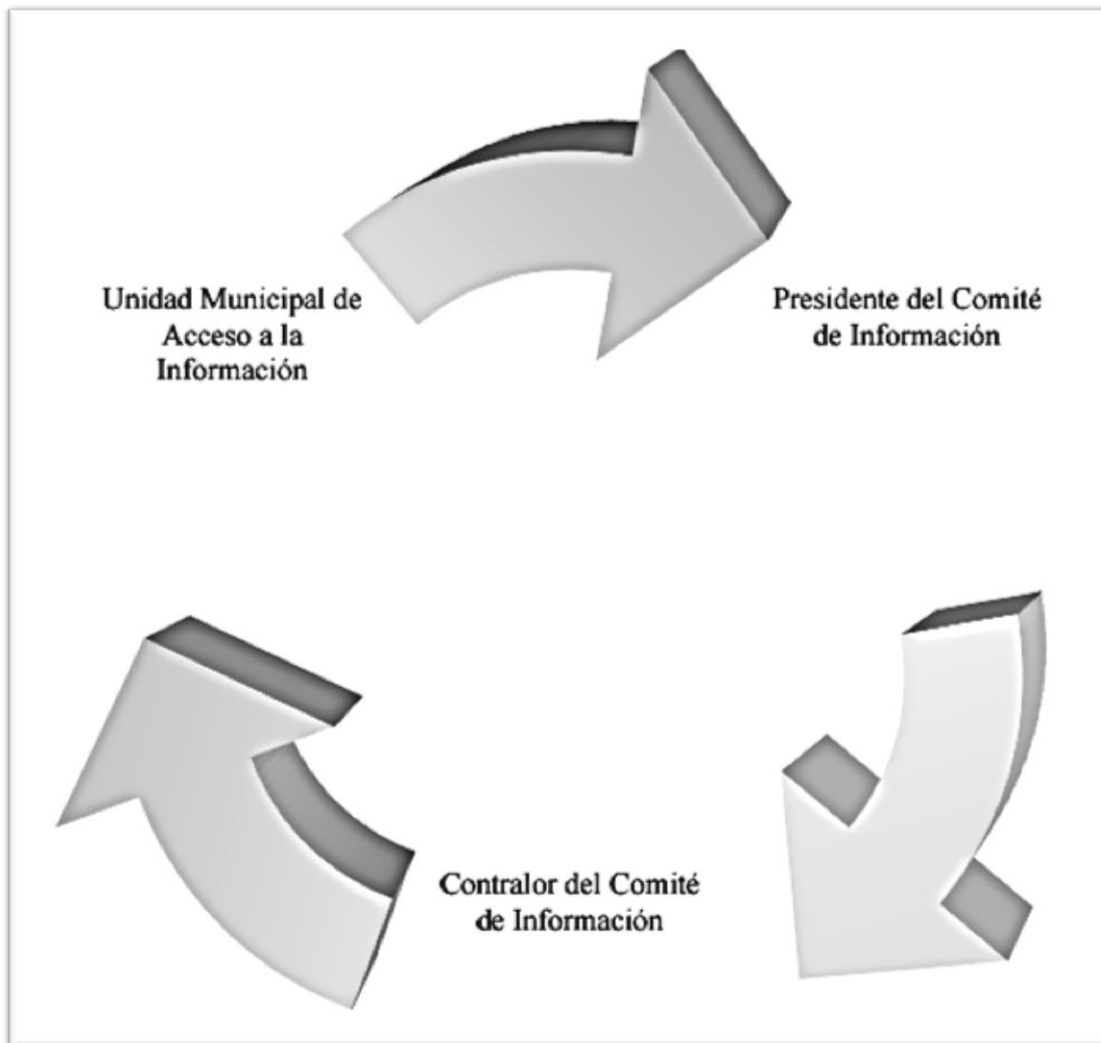 Unidad Municipal de
Acceso a la
Información
Presidente del Comité
de Información
Contralor del Comité
de Información